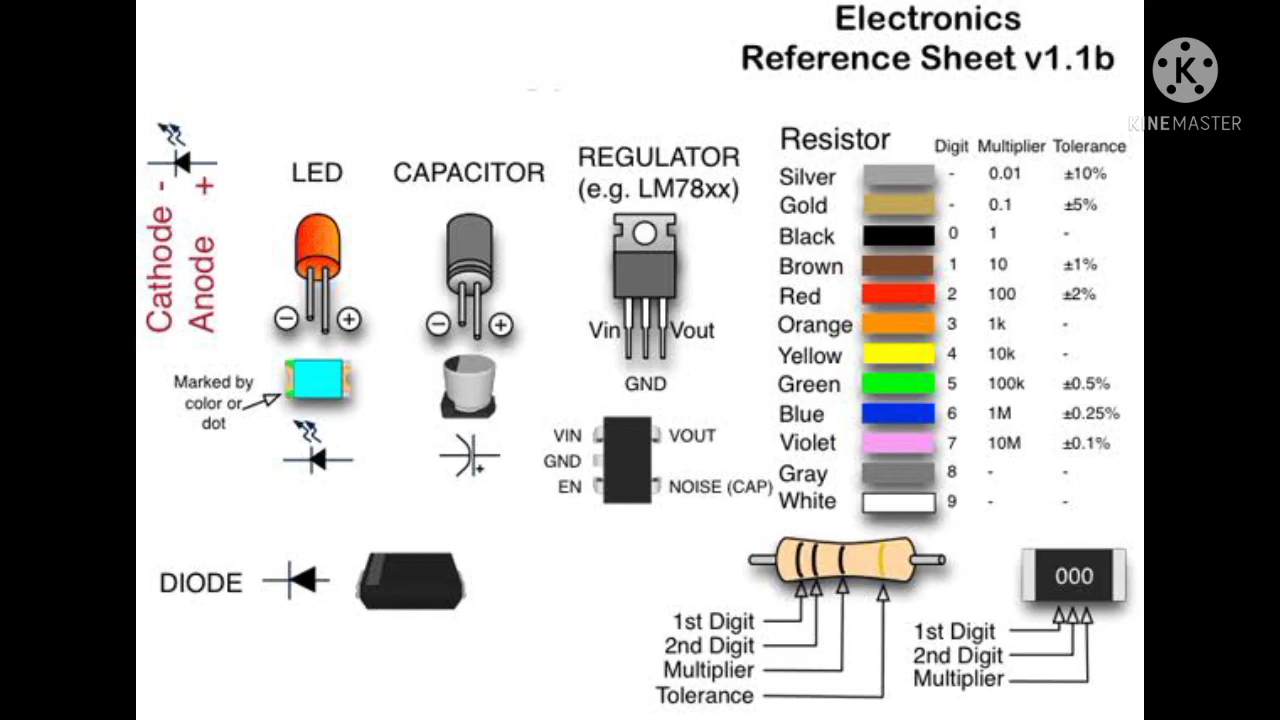 Electronics
Reference Sheet v1.1b
K
KINEMASTER
Cathode -
Anode +
LED
CAPACITOR
REGULATOR
(e.g. LM78xx)
Vin
Vout
GND
Marked by
color or
dot
VIN
VOUT
GND
EN
NOISE (CAP)
DIODE
Resistor Digit Multiplier Tolerance
Silver - 0.01 ±10%
Gold - 0.1 ±5%
Black 0 1 -
Brown 1 10 ±1%
Red 2 100 ±2%
Orange 3 1k -
Yellow 4 10k -
Green 5 100k ±0.5%
Blue 6 1M ±0.25%
Violet 7 10M ±0.1%
Gray 8 - -
White 9 - -
1st Digit
2nd Digit
Multiplier
Tolerance
000
1st Digit
2nd Digit
Multiplier